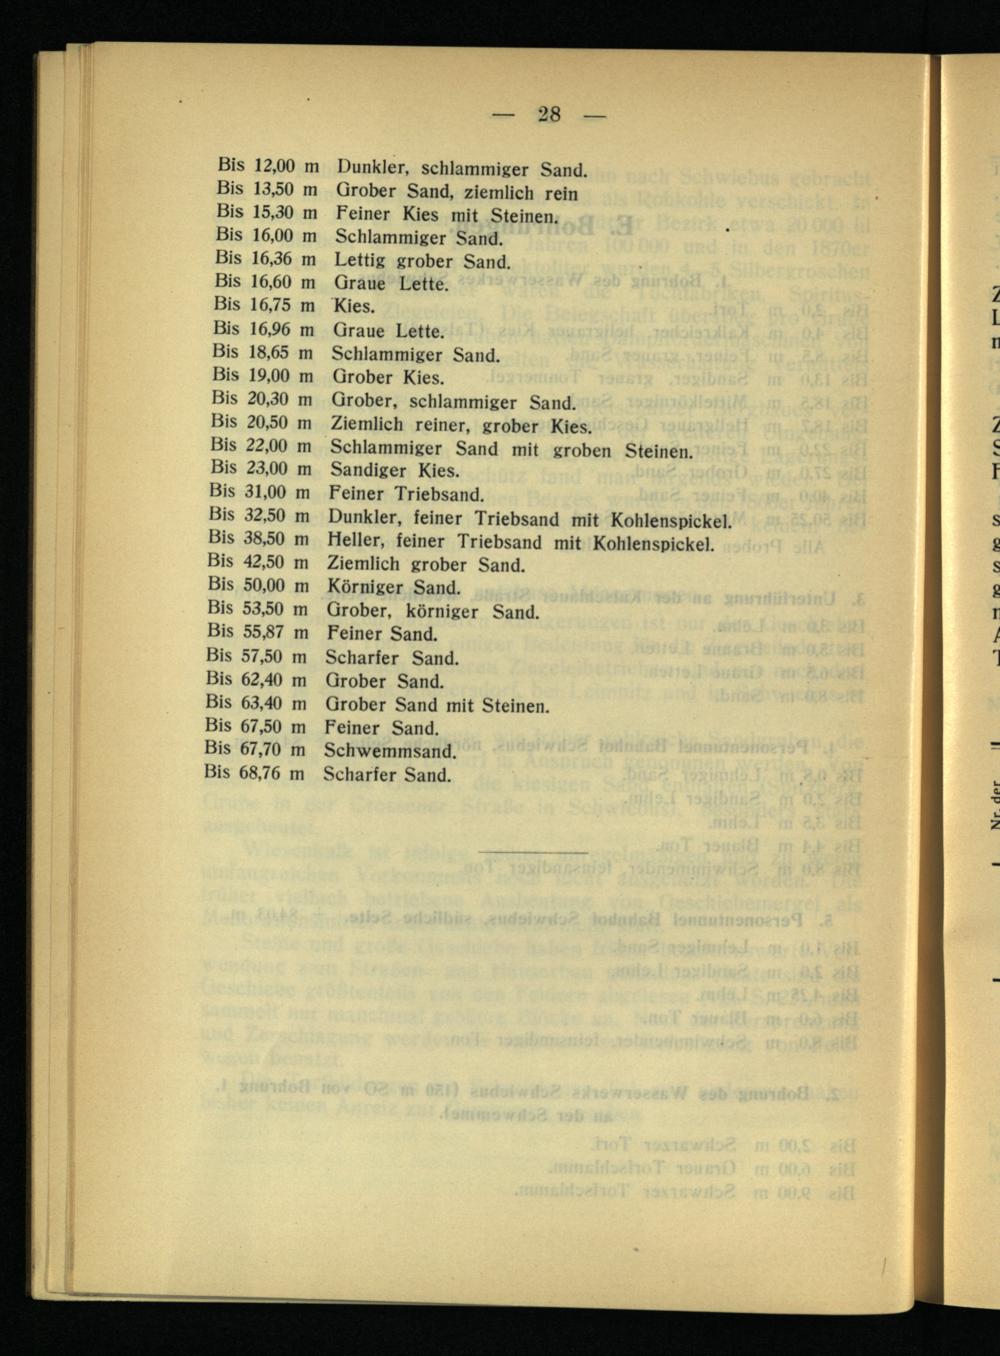 — 28 —
Bis 12,00 m Dunkler, schlammiger Sand.
Bis 13,50 m Grober Sand, ziemlich rein
Bis 15,30 m Feiner Kies mit Steinen.
Bis 16,00 m Schlammiger Sand.
Bis 16,36 m Lettig grober Sand.
Bis 16,60 m Graue Lette.
Bis 16,75 m Kies.
Bis 16,96 m Graue Lette.
Bis 18,65 m Schlammiger Sand.
Bis 19,00 m Grober Kies.
Bis 20,30 m Grober, schlammiger Sand.
Bis 20,50 m Ziemlich reiner, grober Kies.
Bis 22,00 m Schlammiger Sand mit groben Steinen.
Bis 23,00 m Sandiger Kies.
Bis 31,00 m Feiner Triebsand.
Bis 32,50 m Dunkler, feiner Triebsand mit Kohlenspickel.
Bis 38,50 m Heller, feiner Triebsand mit Kohlenspickel.
Bis 42,50 m Ziemlich grober Sand.
Bis 50,00 m Körniger Sand.
Bis 53,50 m Grober, körniger Sand.
Bis 55,87 m Feiner Sand.
Bis 57,50 m Scharfer Sand.
Bis 62,40 m Grober Sand.
Bis 63,40 m Grober Sand mit Steinen.
Bis 67,50 m Feiner Sand.
Bis 67,70 m Schwemmsand.
Bis 68,76 m Scharfer Sand.
Nr. der